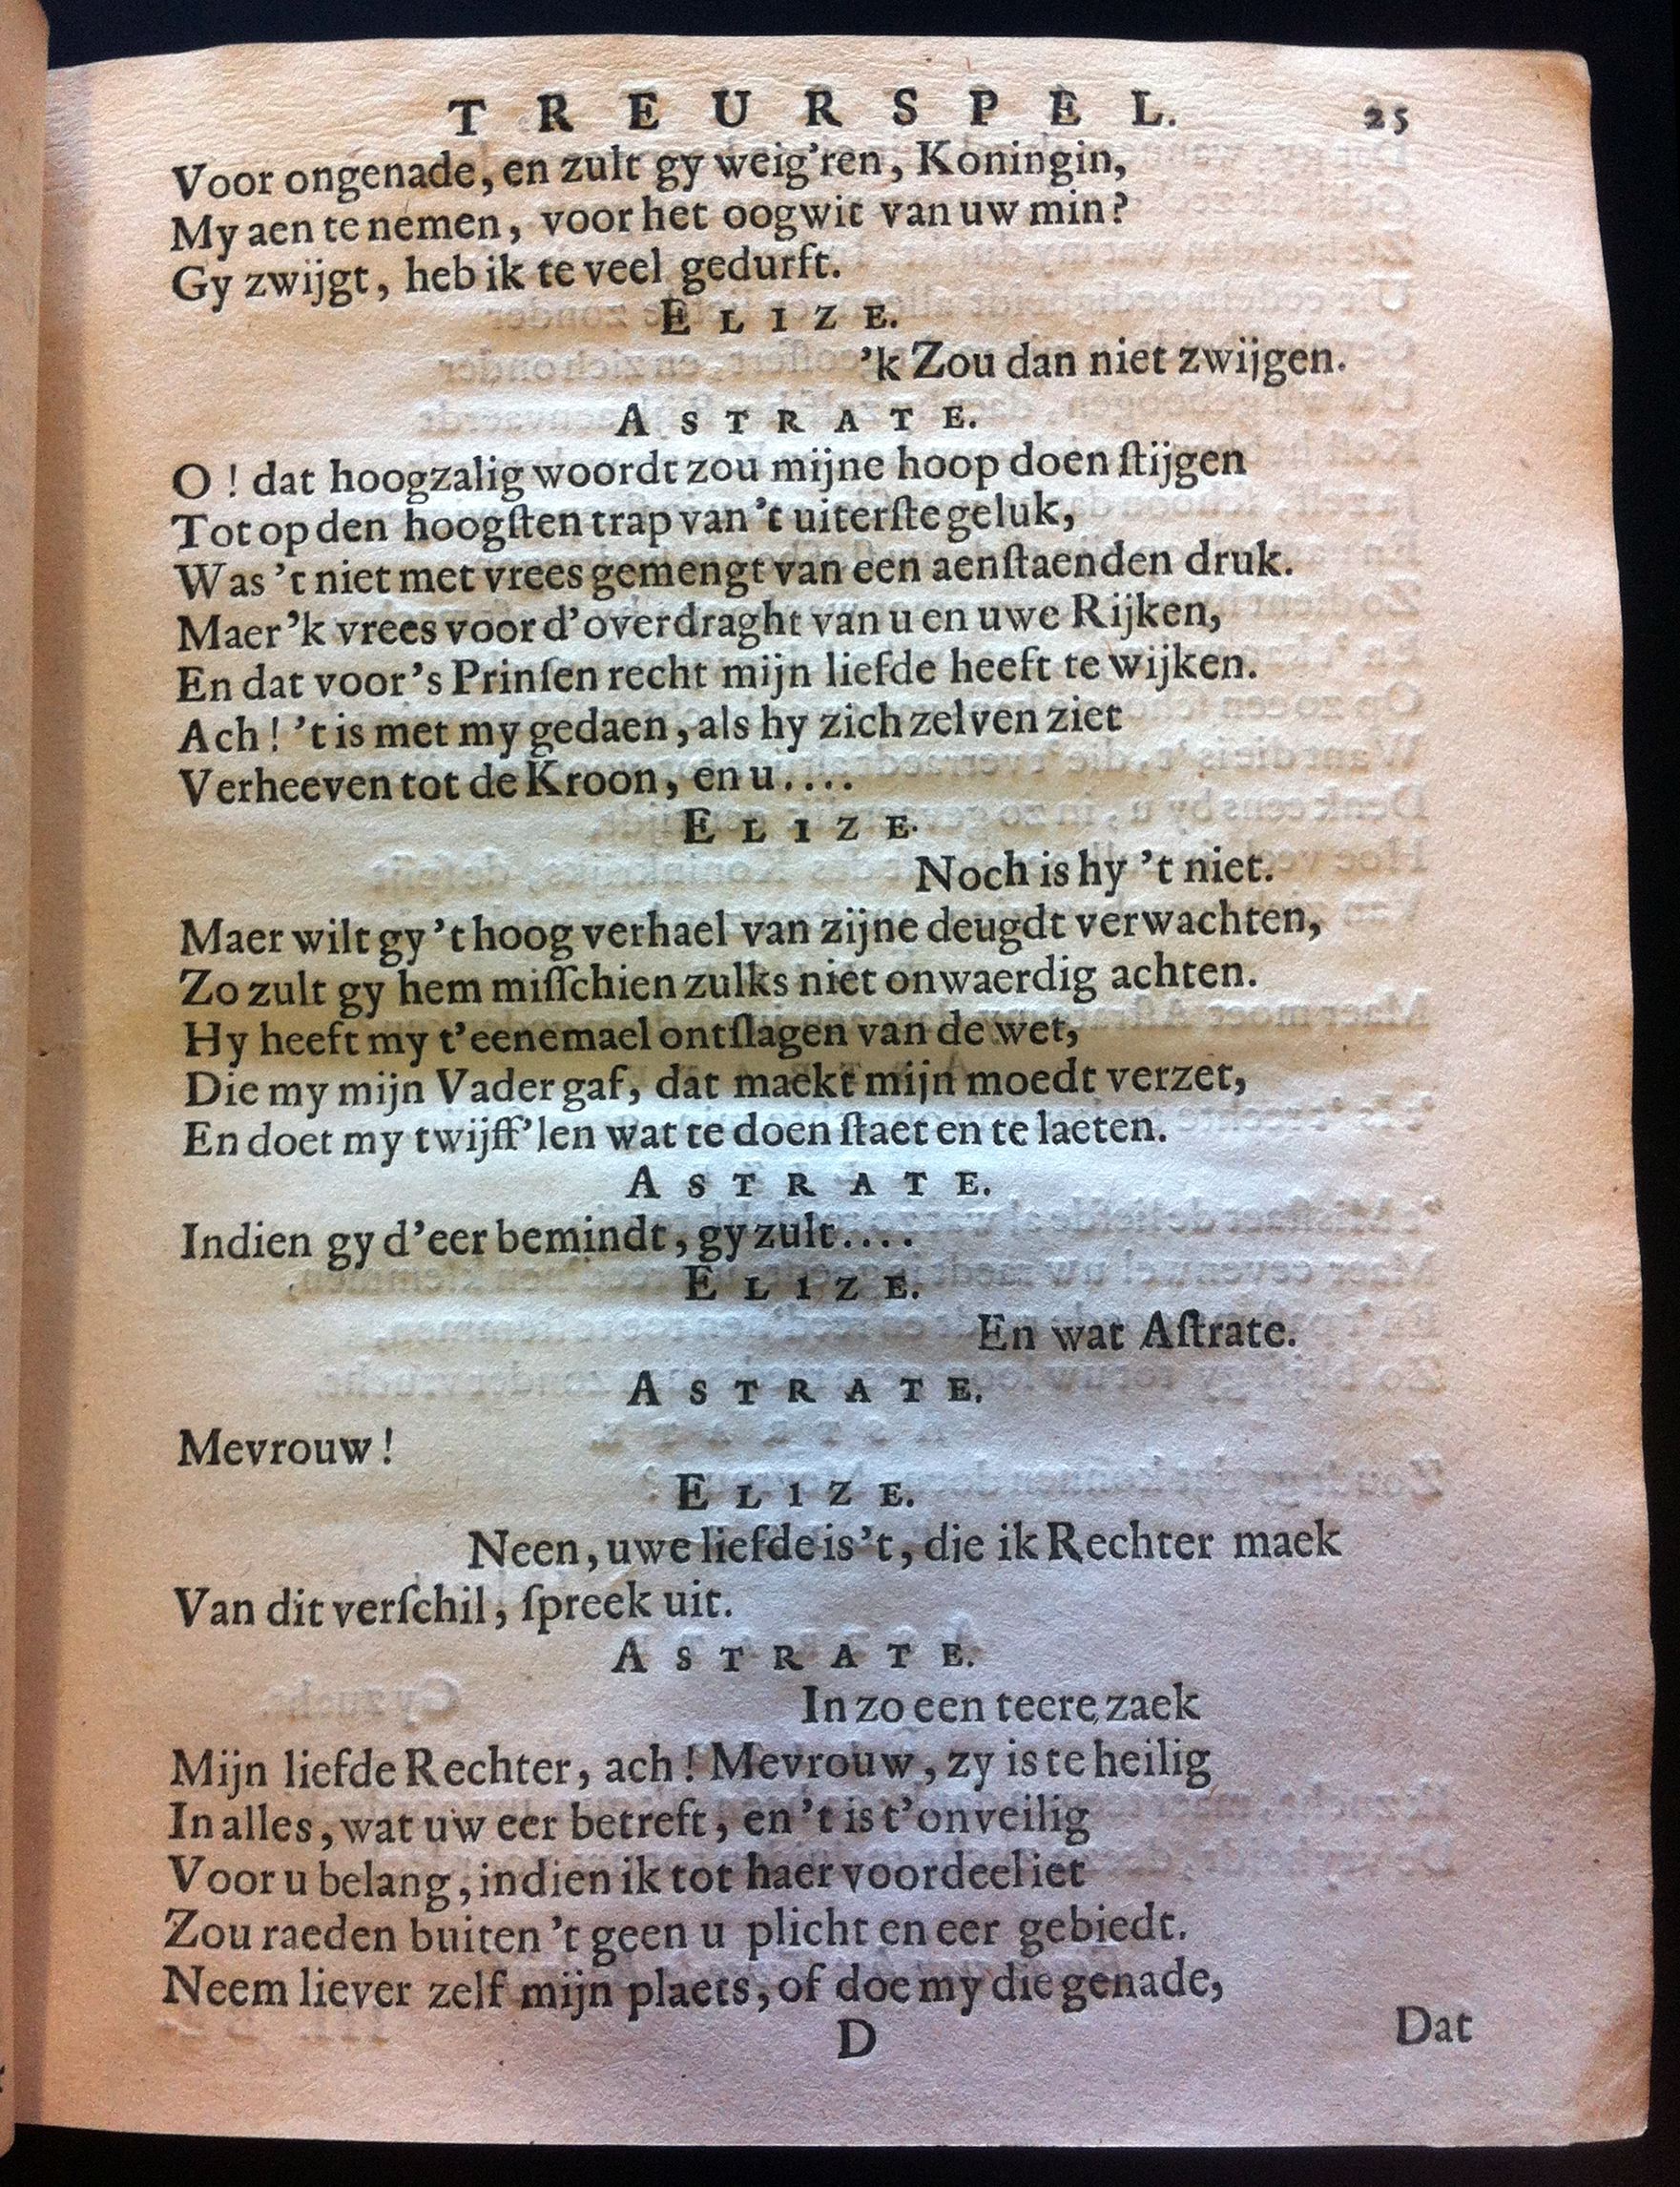 TREURSPEL. 25
Voor ongenade, en zult gy weig'ren, Koningin,
My aen te nemen, voor het oogwit van uw min?
Gy zwijgt, heb ik te veel gedurft.
ELIZE.
'k Zou dan niet zwijgen.
ASTRATE.
O! dat hoogzalig woordt zou mijne hoop doen ſtijgen
Tot op den hoogſten trap van 't uiterſte geluk,
Was 't niet met vrees gemengt van een aenſtaenden druk.
Maer 'k vrees voor d'overdraght van u en uwe Rijken,
En dat voor 's Prinſen recht mijn liefde heeft te wijken.
Ach! 't is met my gedaen, als hy zich zelven ziet
Verheeven tot de Kroon, en u....
ELIZE.
Noch is hy 't niet.
Maer wilt gy 't hoog verhael van zijne deugdt verwachten,
Zo zult gy hem miſſchien zulks niet onwaerdig achten.
Hy heeft my t'eenemael ontſlagen van de wet,
Die my mijn Vader gaf, dat maekt mijn moedt verzet,
En doet my twijff'len wat te doen ſtaet en te laeten.
ASTRATE.
Indien gy d'eer bemindt, gy zult....
ELIZE.
En wat Aſtrate.
ASTRATE.
Mevrouw!
ELIZE.
Neen, uwe liefde is 't, die ik Rechter maek
Van dit verſchil, ſpreek uit.
ASTRATE.
In zo een teere zaek
Mijn liefde Rechter, ach! Mevrouw, zy is te heilig
In alles, wat uw eer betreft, en 't is t'onveilig
Voor u belang, indien ik tot haer voordeel iet
Zou raeden buiten 't geen u plicht en eer gebiedt.
Neem liever zelf mijn plaets, of doe my die genade,
D Dat